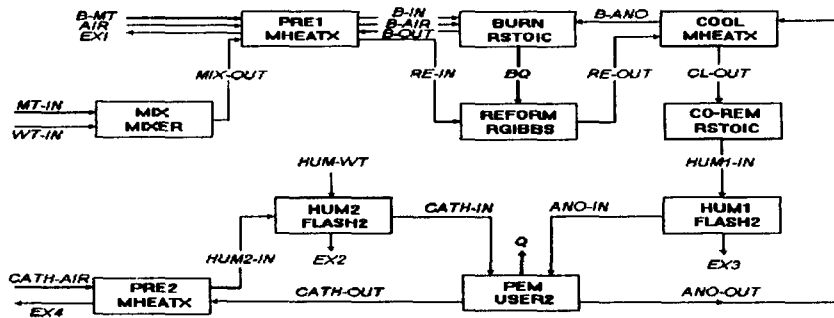 B-MT
AIR
EX1
PRE1
MHEATX
B-IN
B-AIR
B-OUT
BURN
RSTOIC
B-ANO
COOL
MHEATX
MIX-OUT
RE-IN
BQ
RE-OUT
CL-OUT
MT-IN
WT-IN
MIX
MIXER
REFORM
RGIBBS
CO-REM
RSTOIC
HUM-WT
HUM1-IN
HUM2
FLASH2
CATH-IN
ANO-IN
HUM1
FLASH2
HUM2-IN
EX2
Q
EX3
CATH-AIR
EX4
PRE2
MHEATX
CATH-OUT
PEM
USER2
ANO-OUT